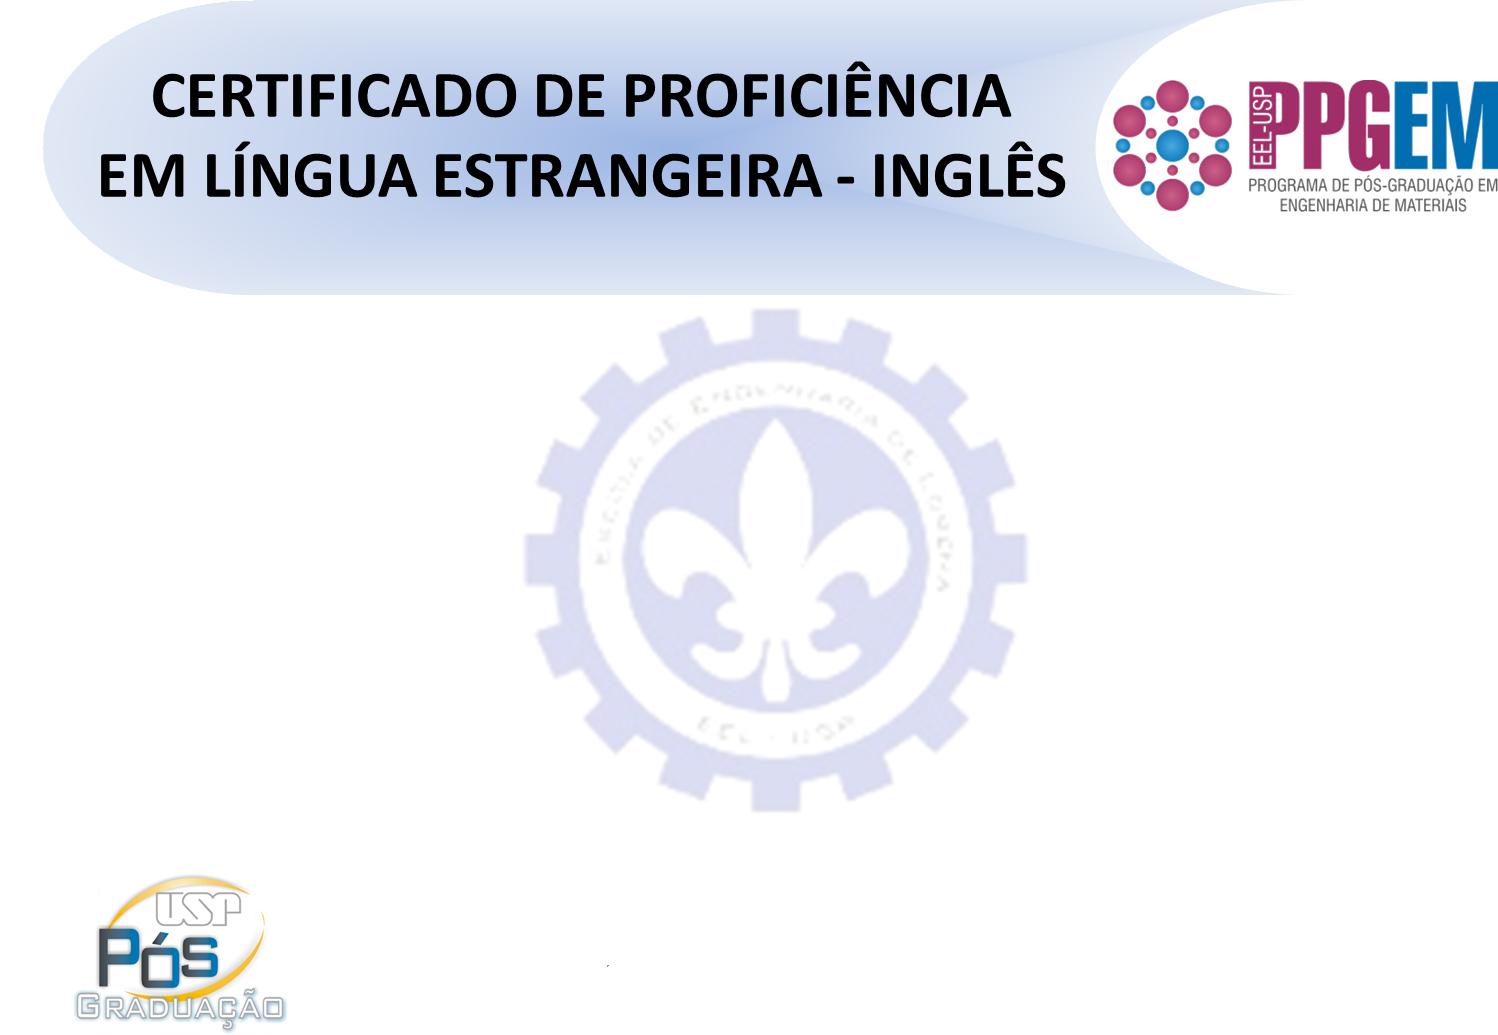 CERTIFICADO DE PROFICIÊNCIA
EM LÍNGUA ESTRANGEIRA - INGLÊS
EEL-USP
PPGEM
PROGRAMA DE PÓS-GRADUAÇÃO EM
ENGENHARIA DE MATERIAIS
ESCOLA DE ENGENHARIA DE LORENA
EEL - USP
USP
PÓS
GRADUAÇÃO